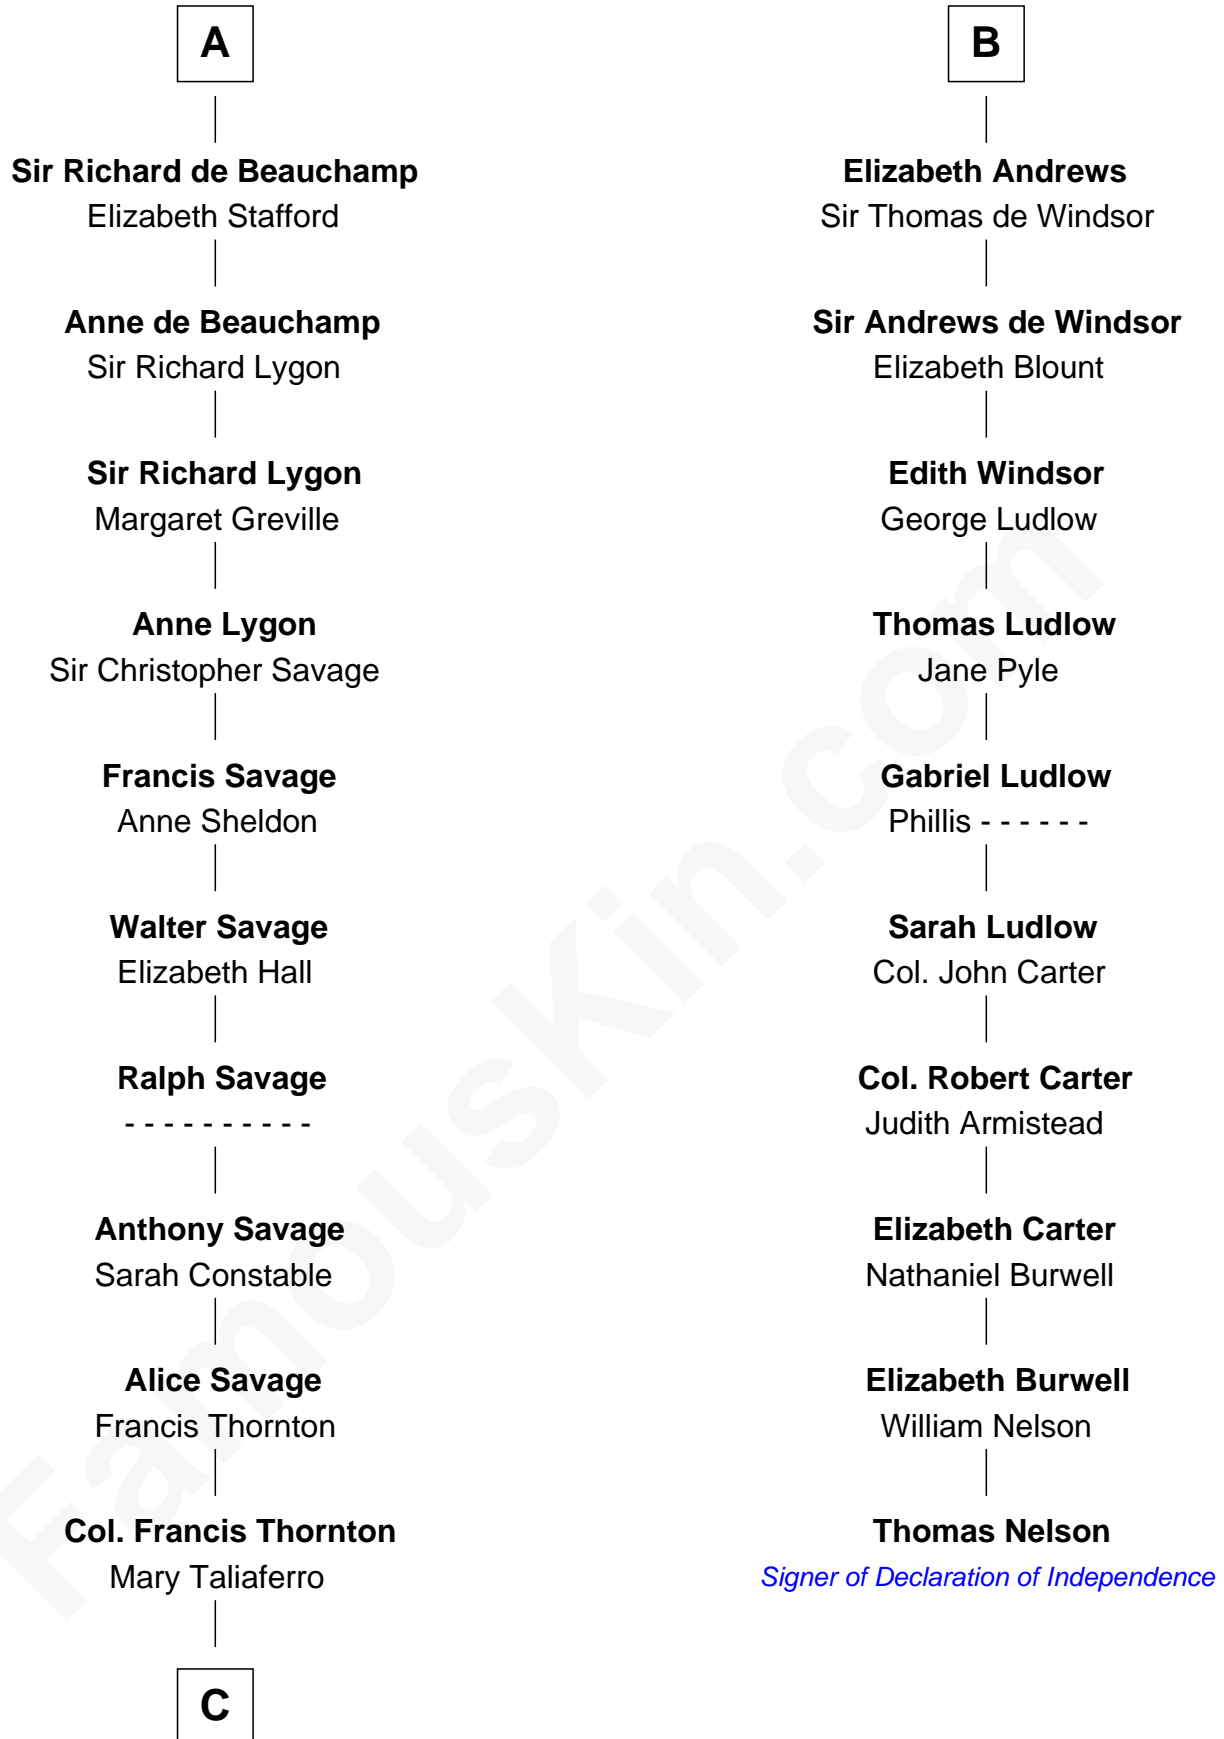 A
Sir Richard de Beauchamp
Elizabeth Stafford
Anne de Beauchamp
Sir Richard Lygon
Sir Richard Lygon
Margaret Greville
Anne Lygon
Sir Christopher Savage
Francis Savage
Anne Sheldon
Walter Savage
Elizabeth Hall
Ralph Savage
- - - - - - - - - -
Anthony Savage
Sarah Constable
Alice Savage
Francis Thornton
Col. Francis Thornton
Mary Taliaferro
C
B
Elizabeth Andrews
Sir Thomas de Windsor
Sir Andrews de Windsor
Elizabeth Blount
Edith Windsor
George Ludlow
Thomas Ludlow
Jane Pyle
Gabriel Ludlow
Phillis - - - - - -
Sarah Ludlow
Col. John Carter
Col. Robert Carter
Judith Armistead
Elizabeth Carter
Nathaniel Burwell
Elizabeth Burwell
William Nelson
Thomas Nelson
Signer of Declaration of Independence
FamousKin.com